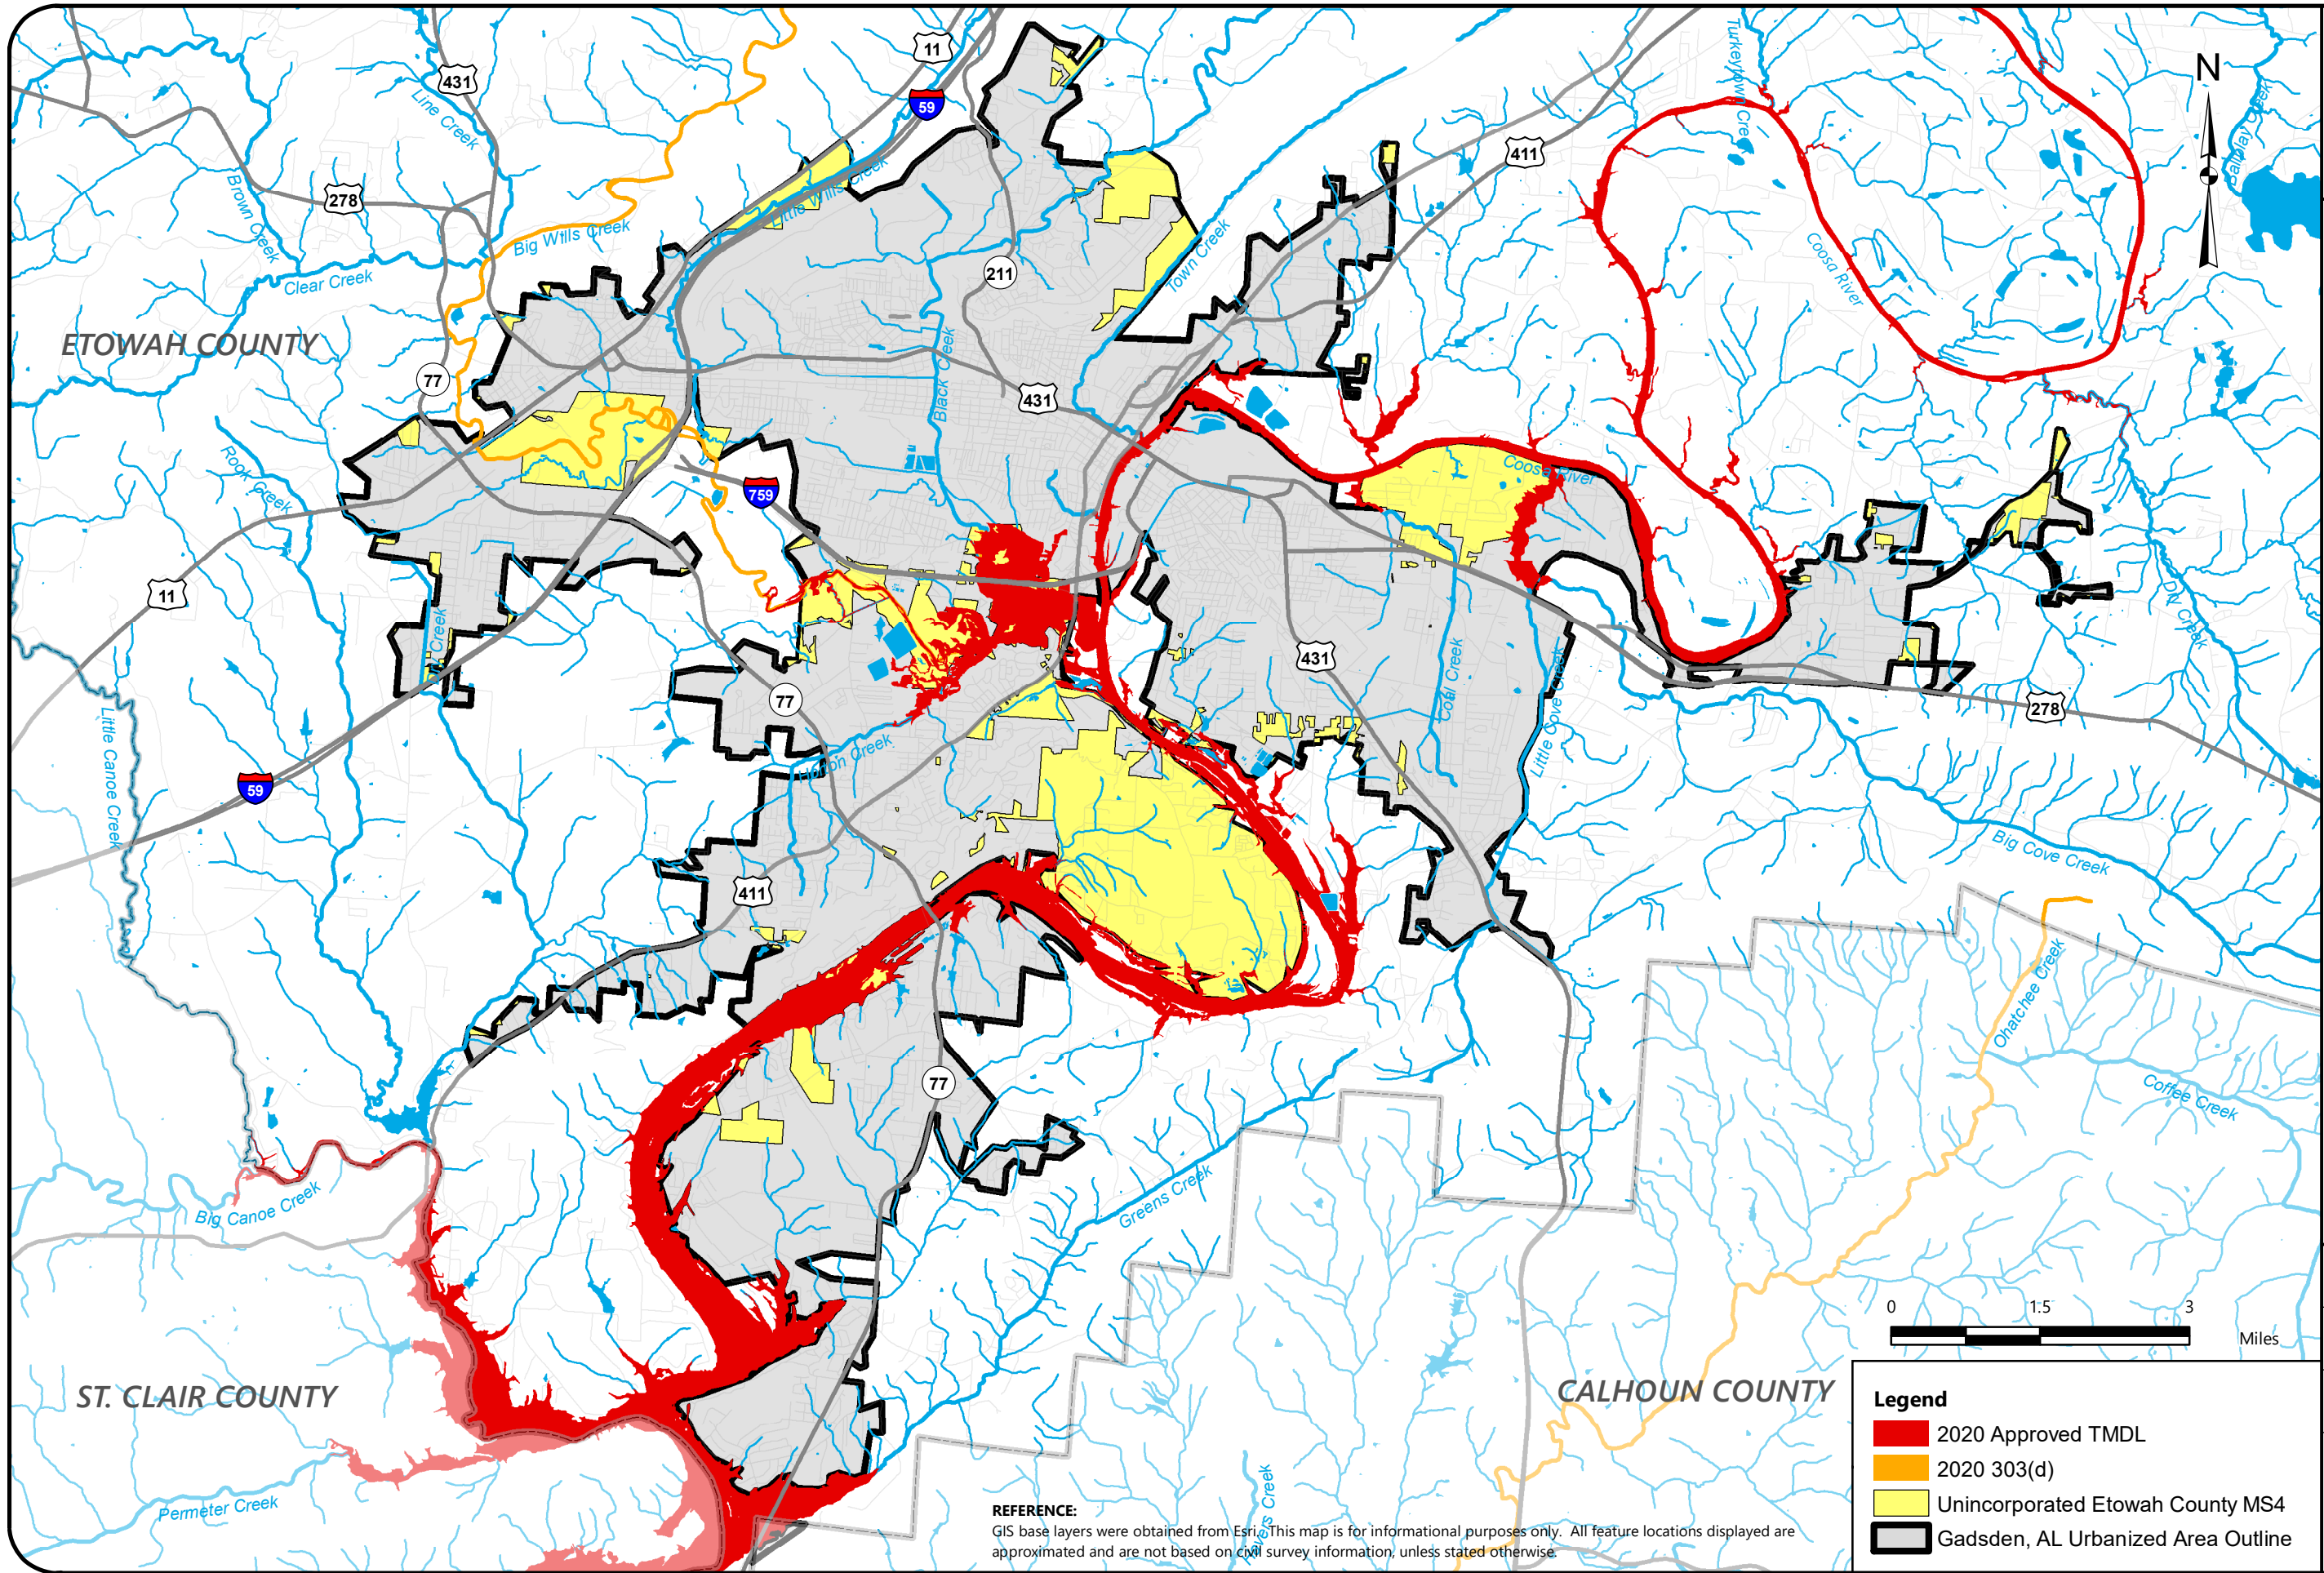 11
431
59
Line Creek
Turkeytown Creek
N
Ballplay Creek
411
278
Brown Creek
Little Wills Creek
Big Wills Creek
Town Creek
211
Clear Creek
Coosa River
ETOWAH COUNTY
77
Black Creek
431
Rook Creek
Coosa River
759
11
Creek
Coal Creek
Little Cove Creek
431
77
278
Horton Creek
Little Canoe Creek
59
Big Cove Creek
411
Ohatchee Creek
Coffee Creek
77
Greens Creek
Big Canoe Creek
0 1.5 3
Miles
ST. CLAIR COUNTY
CALHOUN COUNTY
Permeter Creek
Legend
2020 Approved TMDL
2020 303(d)
Unincorporated Etowah County MS4
Gadsden, AL Urbanized Area Outline
REFERENCE:
GIS base layers were obtained from Esri. This map is for informational purposes only. All feature locations displayed are
approximated and are not based on civil survey information, unless stated otherwise.